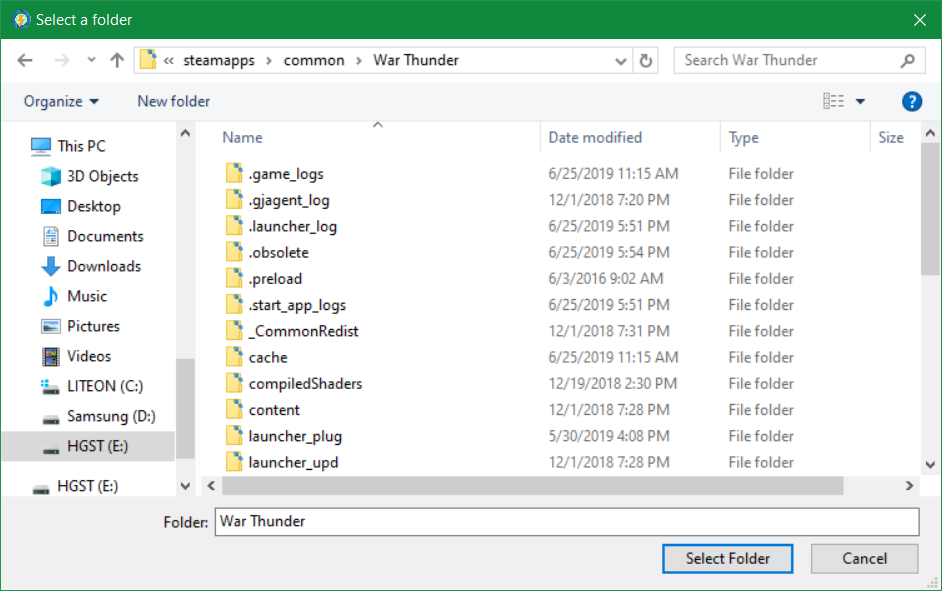 Select a folder
« steamapps > common > War Thunder
Search War Thunder
Organize
New folder
This PC
3D Objects
Desktop
Documents
Downloads
Music
Pictures
Videos
LITEON (C:)
Samsung (D:)
HGST (E:)
HGST (E:)
Name Date modified Type Size
.game_logs 6/25/2019 11:15 AM File folder
.gjagent_log 12/1/2018 7:20 PM File folder
.launcher_log 6/25/2019 5:51 PM File folder
.obsolete 6/25/2019 5:54 PM File folder
.preload 6/3/2016 9:02 AM File folder
.start_app_logs 6/25/2019 5:51 PM File folder
_CommonRedist 12/1/2018 7:31 PM File folder
cache 6/25/2019 11:15 AM File folder
compiledShaders 12/19/2018 2:30 PM File folder
content 12/1/2018 7:28 PM File folder
launcher_plug 5/30/2019 4:08 PM File folder
launcher_upd 12/1/2018 7:28 PM File folder
Folder: War Thunder
Select Folder
Cancel